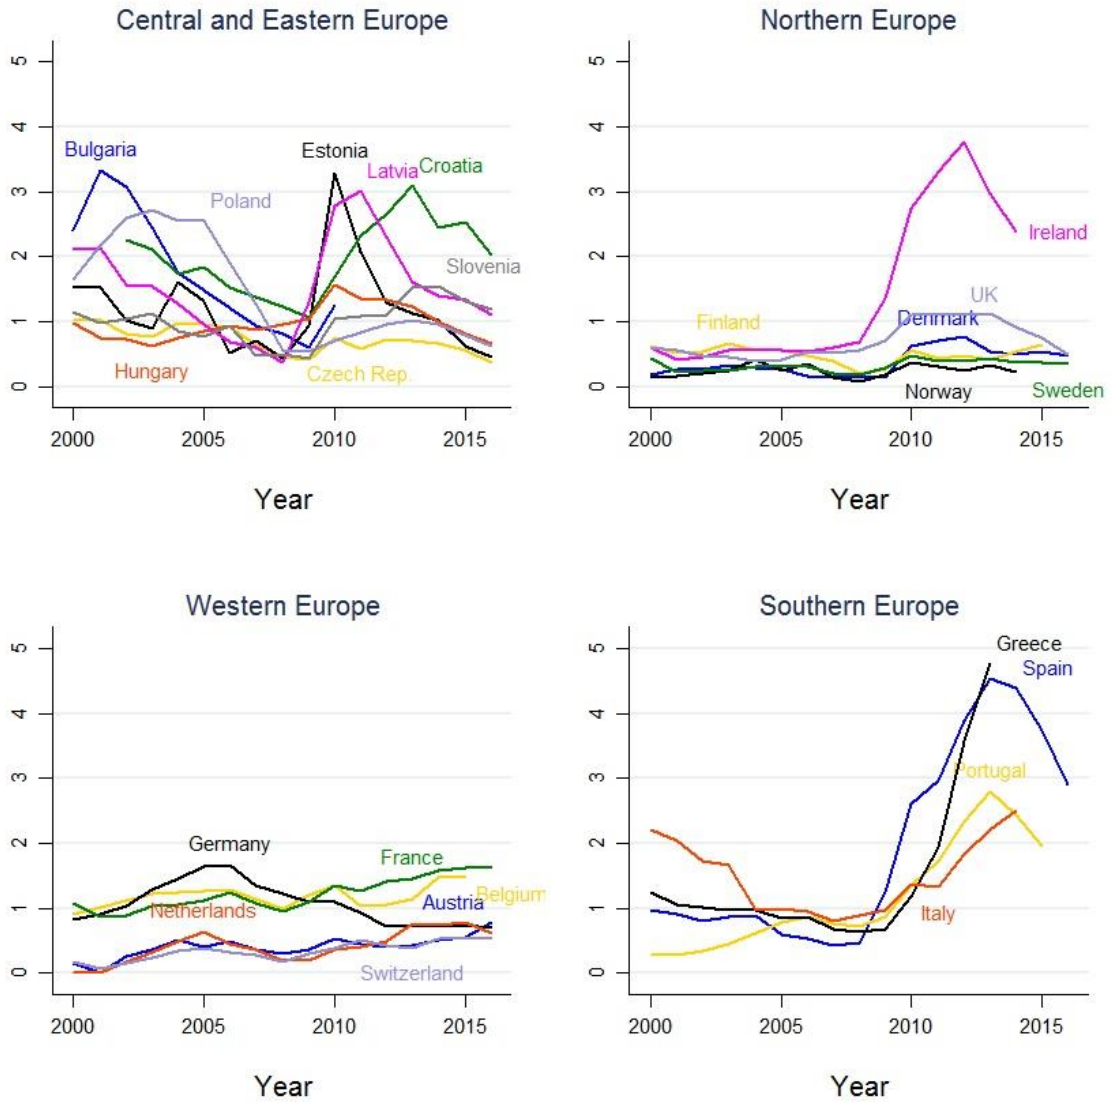 Central and Eastern Europe
5
4
3
2
1
0
Bulgaria
Poland
Estonia
Latvia
Croatia
Slovenia
Hungary
Czech Rep.
2000
2005
2010
2015
Year
Northern Europe
5
4
3
2
1
0
Ireland
UK
Finland
Denmark
Norway
Sweden
2000
2005
2010
2015
Year
Western Europe
5
4
3
2
1
0
Germany
France
Belgium
Austria
Netherlands
Switzerland
2000
2005
2010
2015
Year
Southern Europe
5
4
3
2
1
0
Greece
Spain
Portugal
Italy
2000
2005
2010
2015
Year